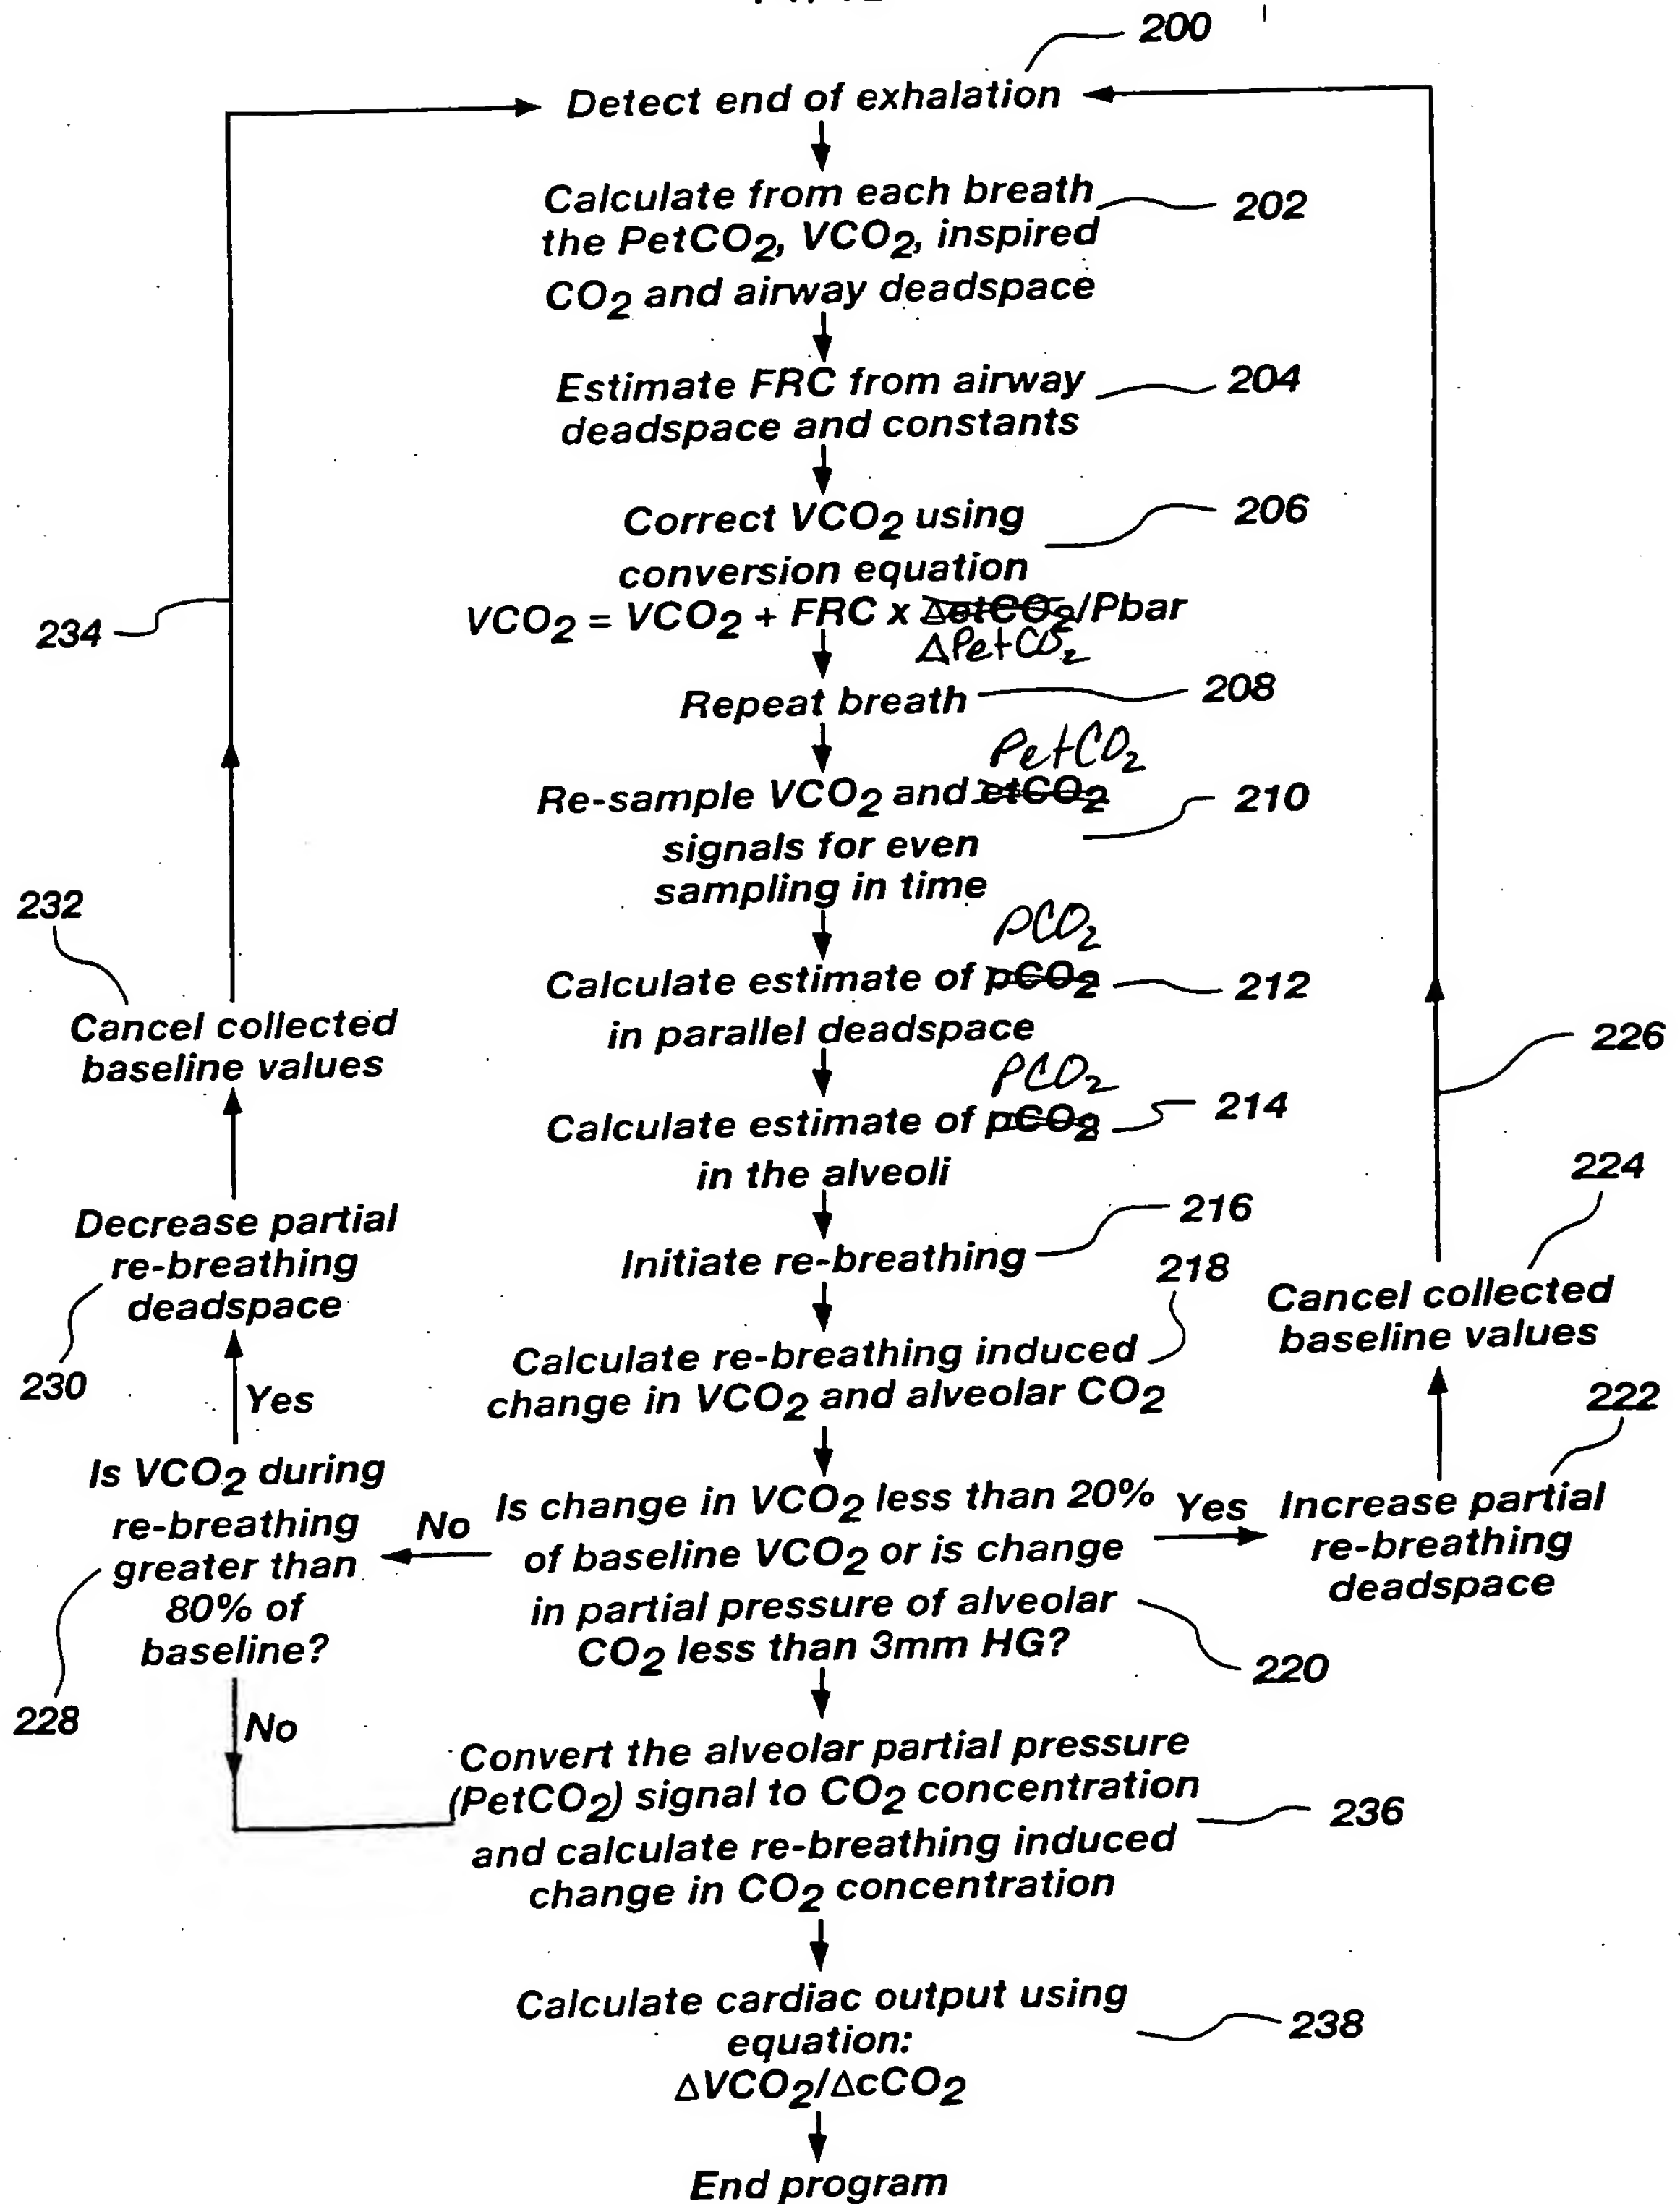 200
Detect end of exhalation
Calculate from each breath
the PetCO2, VCO2, inspired
CO2 and airway deadspace
202
Estimate FRC from airway
deadspace and constants
204
Correct VCO2 using
conversion equation
VCO2 = VCO2 + FRC x ΔetCO2/Pbar
ΔPetCO2
206
234
Repeat breath
208
PetCO2
Re-sample VCO2 and etCO2
signals for even
sampling in time
210
PCO2
Calculate estimate of pCO2
in parallel deadspace
212
232
Cancel collected
baseline values
226
PCO2
Calculate estimate of pCO2
in the alveoli
214
Initiate re-breathing
216
224
Cancel collected
baseline values
Decrease partial
re-breathing
deadspace
230
Yes
218
Calculate re-breathing induced
change in VCO2 and alveolar CO2
222
Is VCO2 during
re-breathing
greater than
80% of
baseline?
228
No
Is change in VCO2 less than 20%
of baseline VCO2 or is change
in partial pressure of alveolar
CO2 less than 3mm HG?
220
Yes
Increase partial
re-breathing
deadspace
No
Convert the alveolar partial pressure
(PetCO2) signal to CO2 concentration
and calculate re-breathing induced
change in CO2 concentration
236
Calculate cardiac output using
equation:
ΔVCO2/ΔcCO2
238
End program